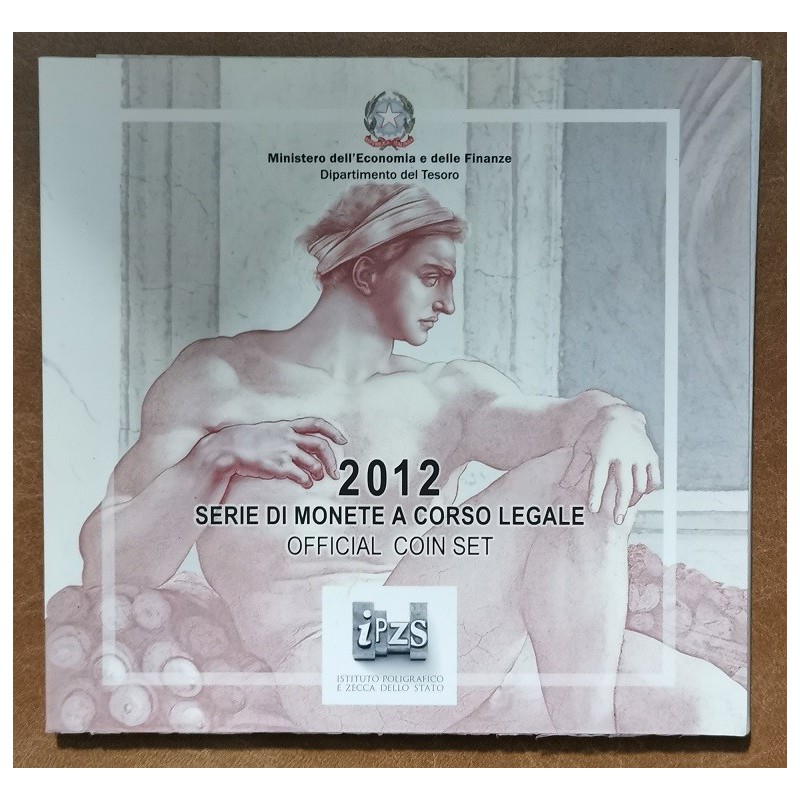 Ministero dell'Economia e delle Finanze
Dipartimento del Tesoro
2012
SERIE DI MONETE A CORSO LEGALE
OFFICIAL COIN SET
iPZS
ISTITUTO POLIGRAFICO
E ZECCA DELLO STATO